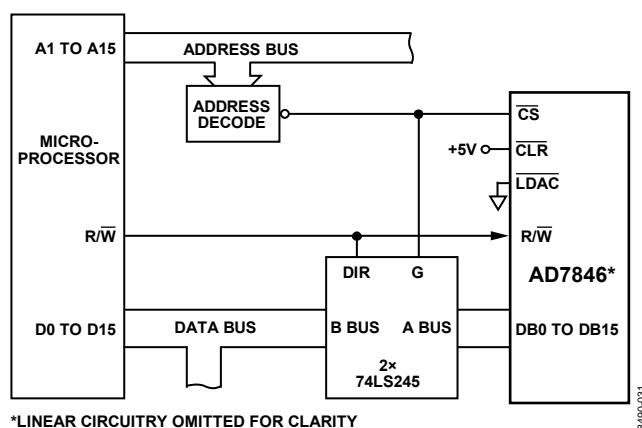 A1 TO A15
ADDRESS BUS
ADDRESS
DECODE
MICRO-
PROCESSOR
CS
+5V
CLR
LDAC
R/W
R/W
DIR
G
AD7846*
D0 TO D15
DATA BUS
B BUS
A BUS
DB0 TO DB15
2×
74LS245
*LINEAR CIRCUITRY OMITTED FOR CLARITY